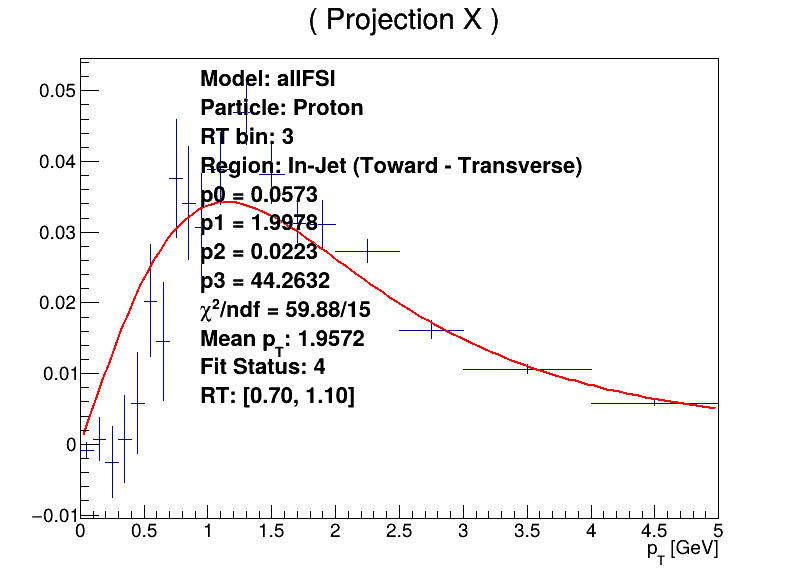 ( Projection X )
0.05
0.04
0.03
0.02
0.01
0
−0.01
Model: allFSI
Particle: Proton
RT bin: 3
Region: In-Jet (Toward - Transverse)
p0 = 0.0573
p1 = 1.9978
p2 = 0.0223
p3 = 44.2632
χ²/ndf = 59.88/15
Mean p_T: 1.9572
Fit Status: 4
RT: [0.70, 1.10]
0 0.5 1 1.5 2 2.5 3 3.5 4 4.5 5
p_T [GeV]